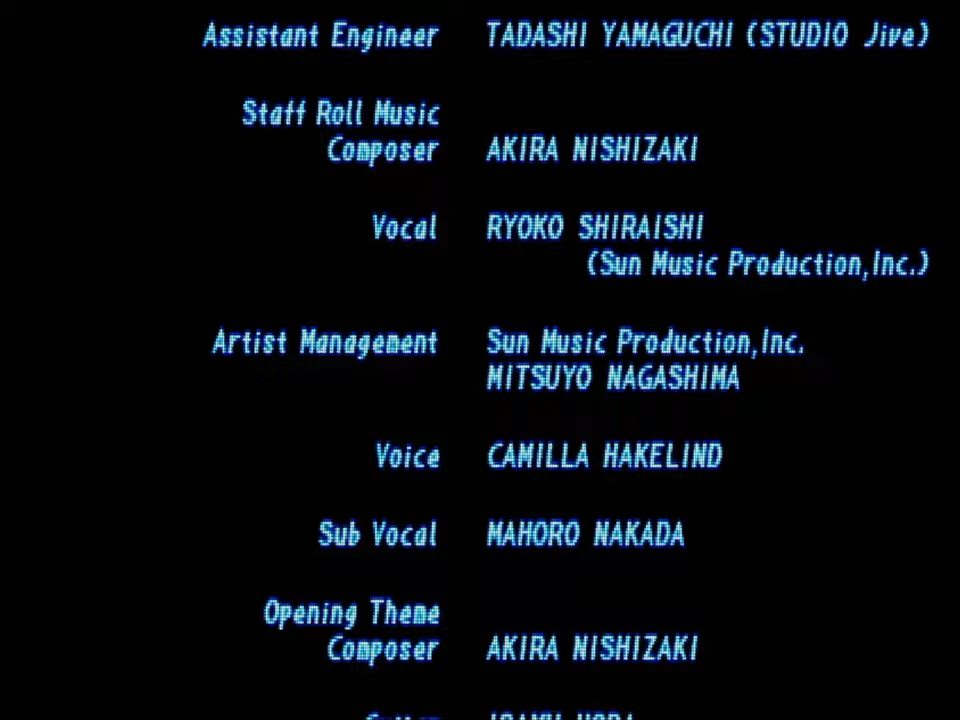 Assistant Engineer TADASHI YAMAGUCHI (STUDIO Jive)
Staff Roll Music
Composer AKIRA NISHIZAKI
Vocal RYOKO SHIRAISHI
(Sun Music Production,Inc.)
Artist Management Sun Music Production,Inc.
MITSUYO NAGASHIMA
Voice CAMILLA HAKELIND
Sub Vocal MAHORO NAKADA
Opening Theme
Composer AKIRA NISHIZAKI